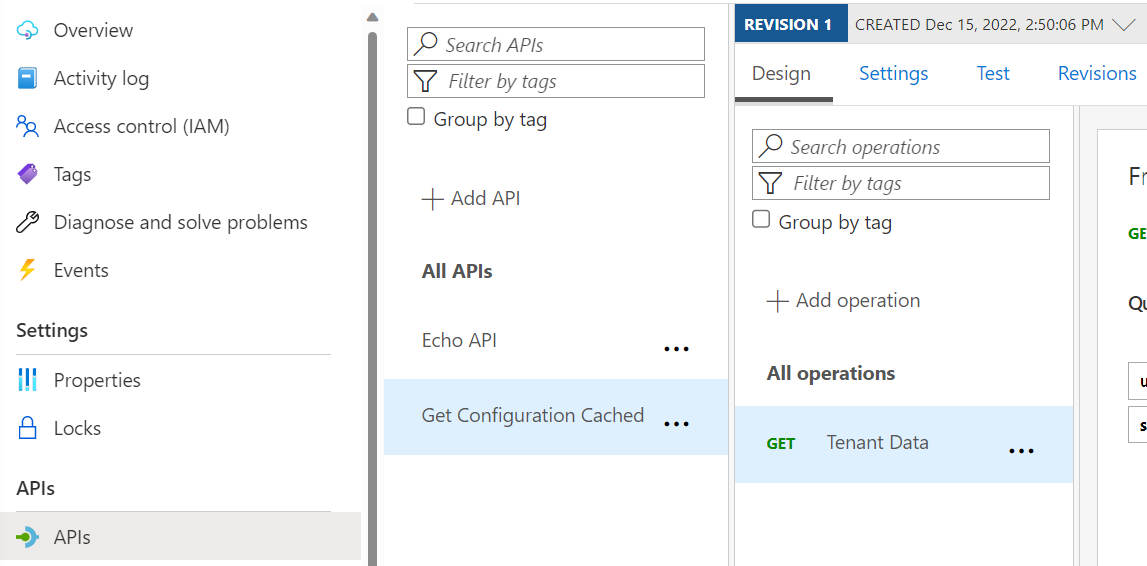 Overview
Activity log
Access control (IAM)
Tags
Diagnose and solve problems
Events
Settings
Properties
Locks
APIs
APIs
Search APIs
Filter by tags
Group by tag
Add API
All APIs
Echo API
Get Configuration Cached
REVISION 1 CREATED Dec 15, 2022, 2:50:06 PM
Design Settings Test Revisions
Search operations
Filter by tags
Group by tag
Add operation
All operations
GET Tenant Data